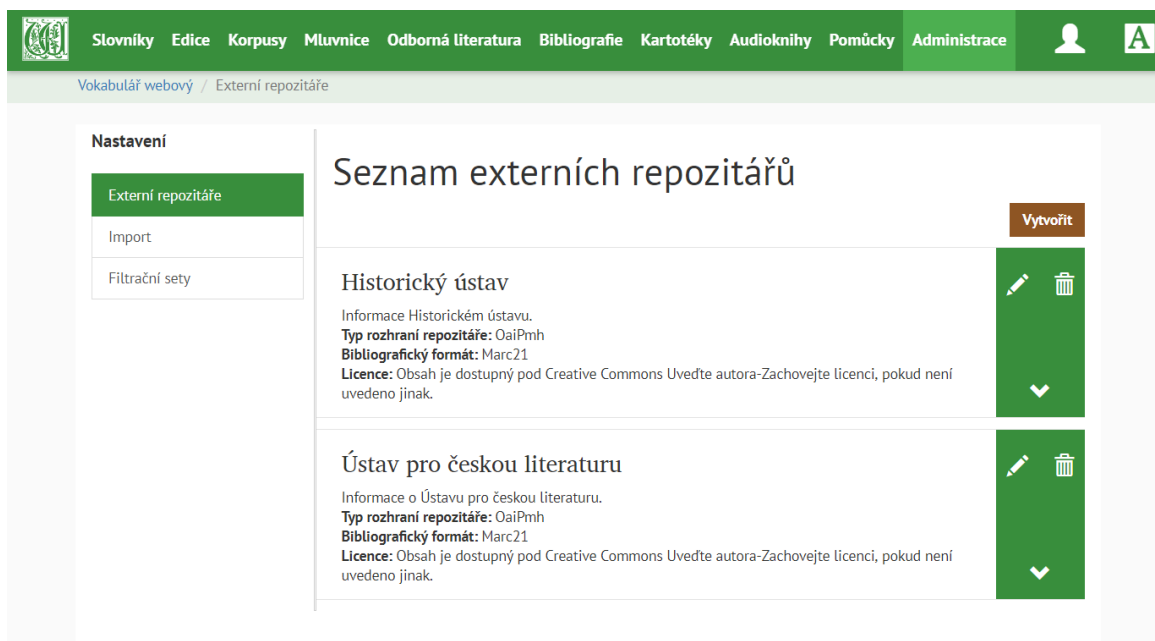 Slovníky Edice Korpusy Mluvnice Odborná literatura Bibliografie Kartotéky Audioknihy Pomůcky Administrace A
Vokabulář webový / Externí repozitáře
Nastavení
Externí repozitáře
Import
Filtrační sety
Seznam externích repozitářů
Vytvořit
Historický ústav
Informace Historickém ústavu.
Typ rozhraní repozitáře: OaiPmh
Bibliografický formát: Marc21
Licence: Obsah je dostupný pod Creative Commons Uveďte autora-Zachovejte licenci, pokud není
uvedeno jinak.
Ústav pro českou literaturu
Informace o Ústavu pro českou literaturu.
Typ rozhraní repozitáře: OaiPmh
Bibliografický formát: Marc21
Licence: Obsah je dostupný pod Creative Commons Uveďte autora-Zachovejte licenci, pokud není
uvedeno jinak.